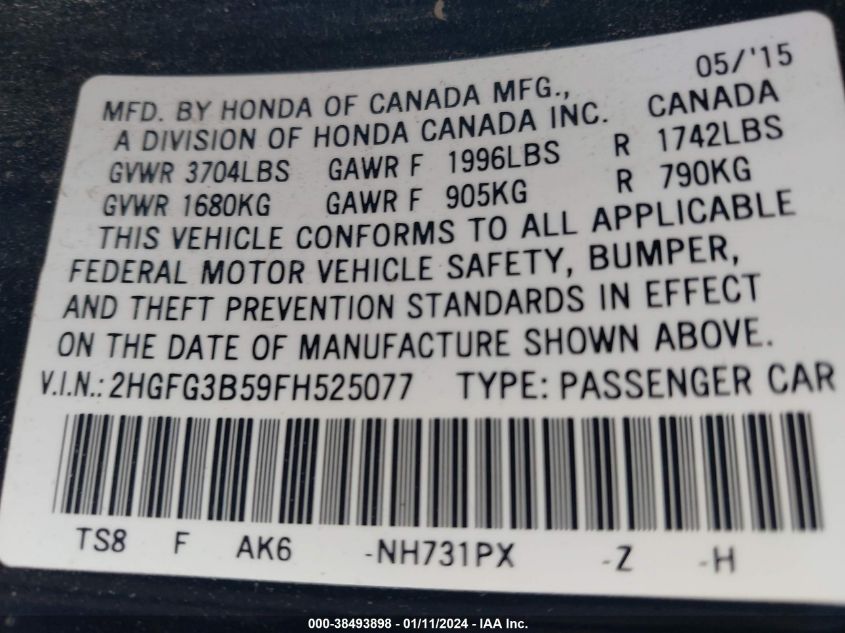 05/'15
MFD. BY HONDA OF CANADA MFG.,
A DIVISION OF HONDA CANADA INC. CANADA
GVWR 3704LBS GAWR F 1996LBS R 1742LBS
GVWR 1680KG GAWR F 905KG R 790KG
THIS VEHICLE CONFORMS TO ALL APPLICABLE
FEDERAL MOTOR VEHICLE SAFETY, BUMPER,
AND THEFT PREVENTION STANDARDS IN EFFECT
ON THE DATE OF MANUFACTURE SHOWN ABOVE.
V.I.N.: 2HGFG3B59FH525077 TYPE: PASSENGER CAR
TS8 F AK6 -NH731PX -Z -H
000-38493898 - 01/11/2024 - IAA Inc.